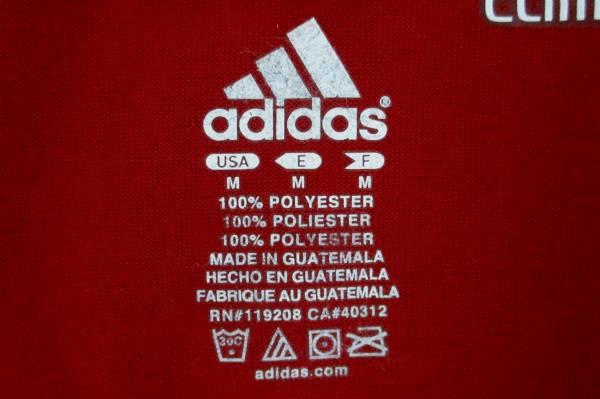 adidas®
USA E F
M M M
100% POLYESTER
100% POLIESTER
100% POLYESTER
MADE IN GUATEMALA
HECHO EN GUATEMALA
FABRIQUE AU GUATEMALA
RN#119208 CA#40312
30C
adidas.com